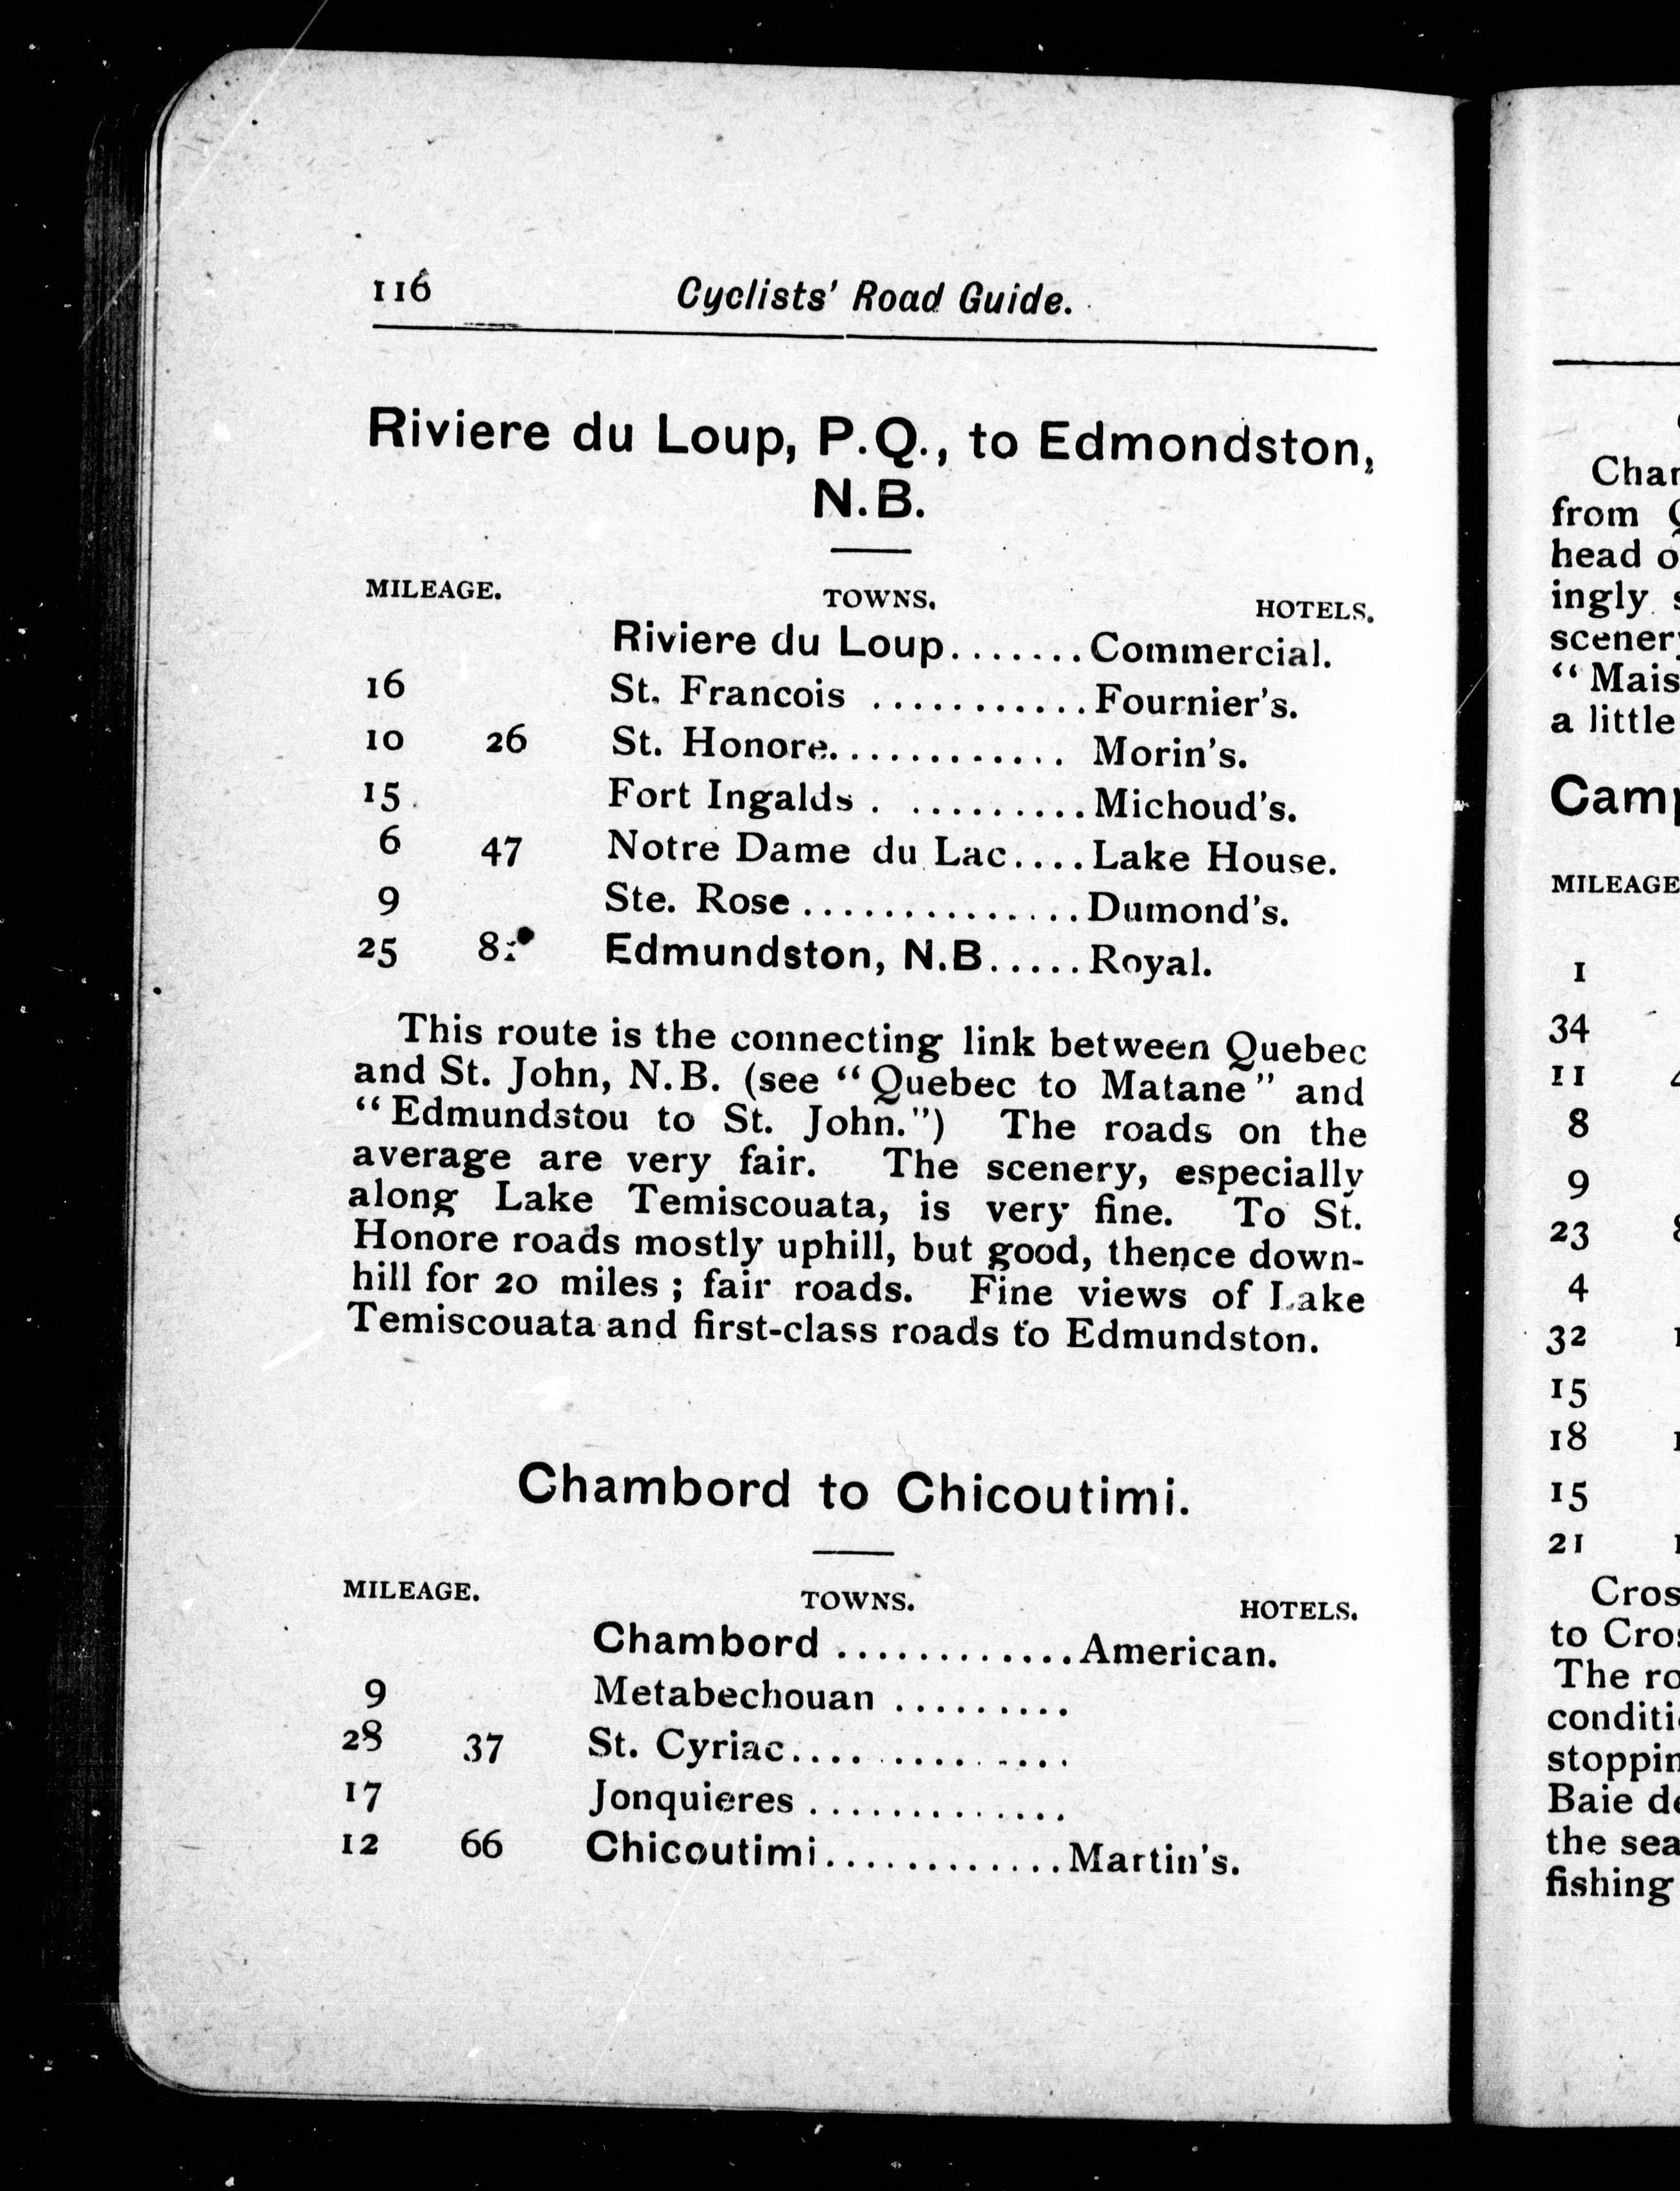 116 Cyclists' Road Guide.
Riviere du Loup, P.Q., to Edmondston,
N.B.
MILEAGE. TOWNS. HOTELS.
Riviere du Loup.......Commercial.
16 St. Francois ...........Fournier's.
10 26 St. Honore............. Morin's.
15 Fort Ingalds . .........Michoud's.
6 47 Notre Dame du Lac....Lake House.
9 Ste. Rose ..............Dumond's.
25 Edmundston, N.B.....Royal.
This route is the connecting link between Quebec
and St. John, N.B. (see “Quebec to Matane” and
“Edmundstou to St. John.”) The roads on the
average are very fair. The scenery, especially
along Lake Temiscouata, is very fine. To St.
Honore roads mostly uphill, but good, thence down-
hill for 20 miles ; fair roads. Fine views of Lake
Temiscouata and first-class roads to Edmundston.
Chambord to Chicoutimi.
MILEAGE. TOWNS. HOTELS.
Chambord ............American.
9 Metabechouan .........
28 37 St. Cyriac.... ..........
17 Jonquieres .............
12 66 Chicoutimi............Martin's.
Char
from
head o
ingly s
scenery
“Mais
a little
Camp
MILEAGE
1
34
11
8
9
23
4
32
15
18
15
21
Cros
to Cros
The ro
conditi
stoppin
Baie de
the sea
fishing